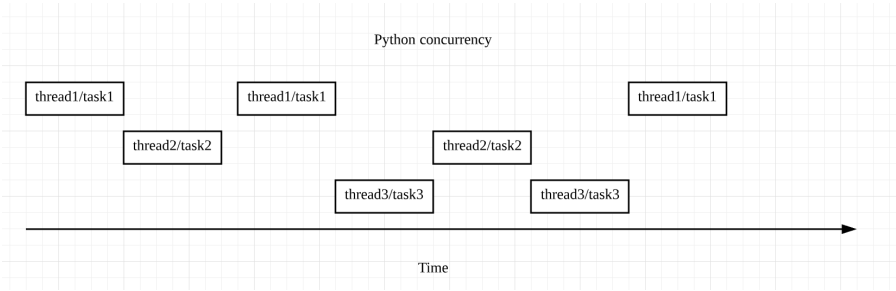 Python concurrency
thread1/task1
thread1/task1
thread1/task1
thread2/task2
thread2/task2
thread3/task3
thread3/task3
Time